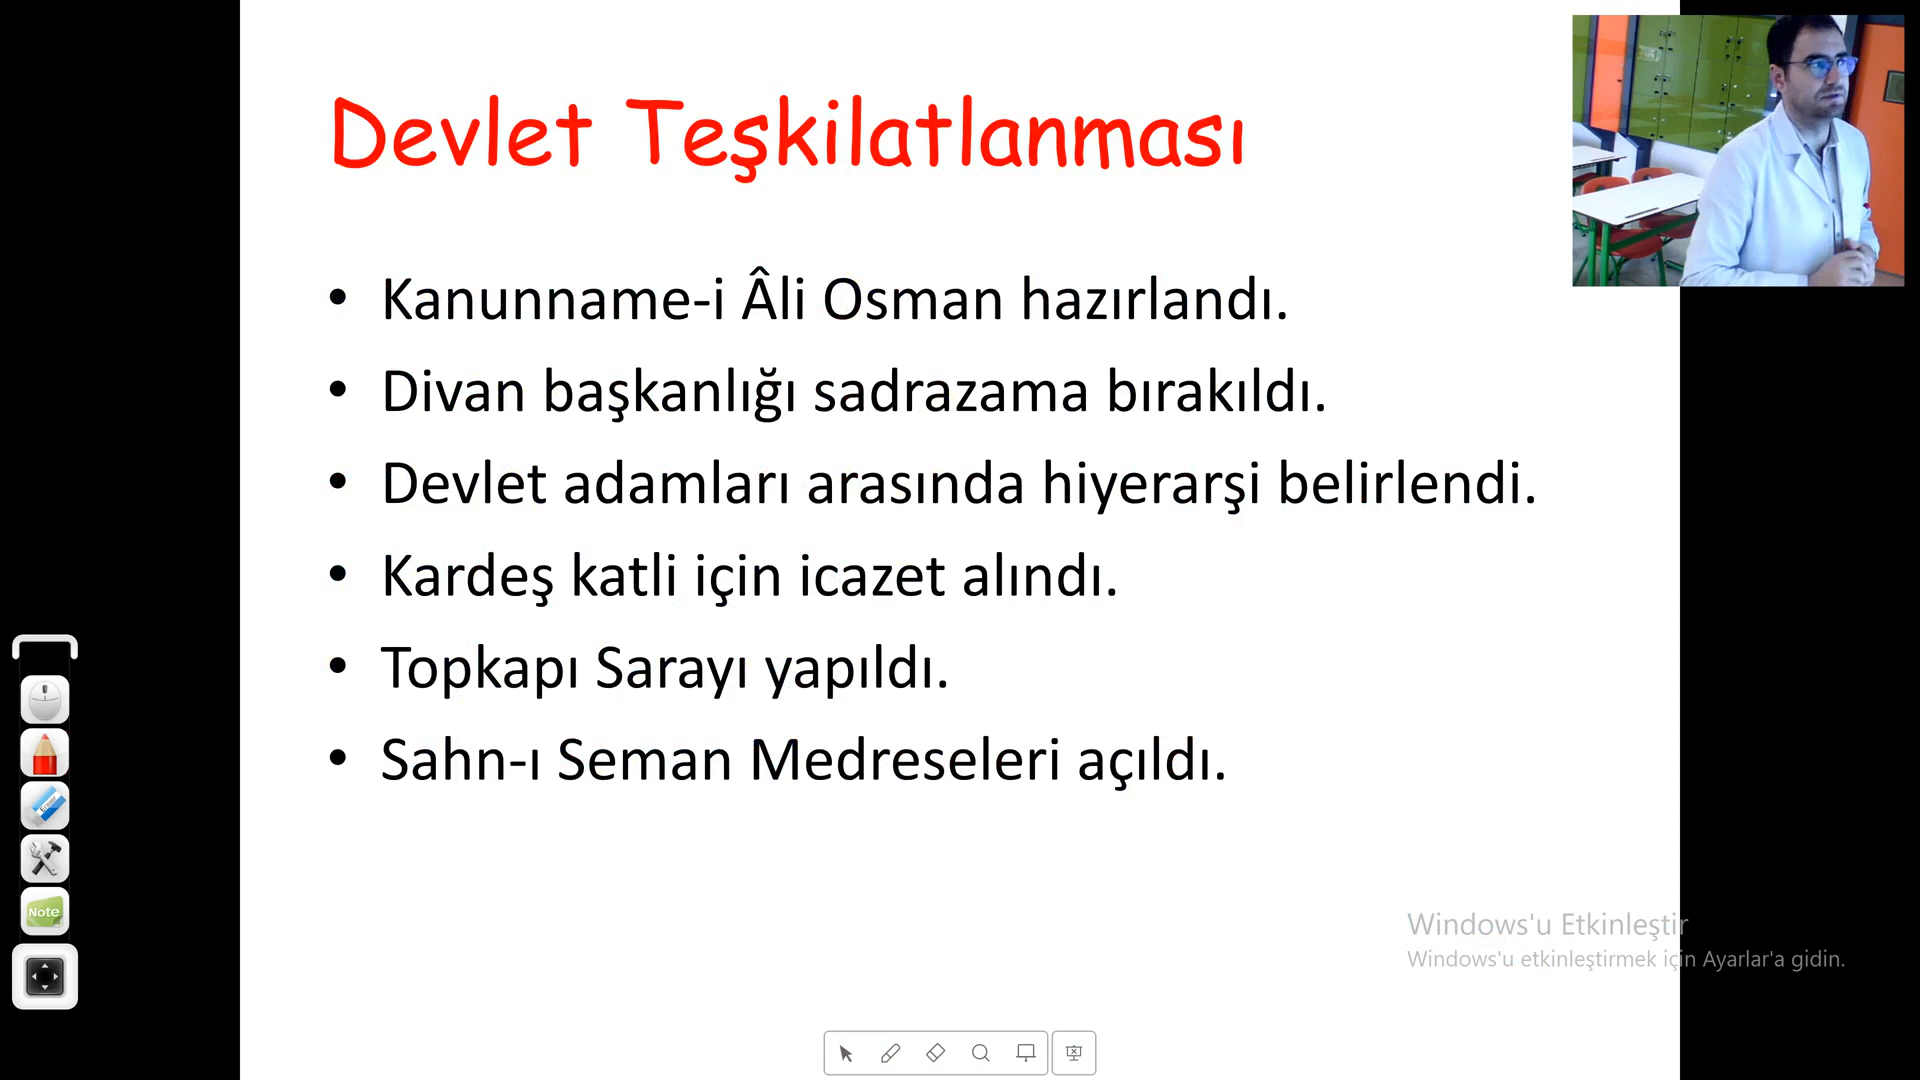 Devlet Teşkilatlanması
• Kanunname-i Âli Osman hazırlandı.
• Divan başkanlığı sadrazama bırakıldı.
• Devlet adamları arasında hiyerarşi belirlendi.
• Kardeş katli için icazet alındı.
• Topkapı Sarayı yapıldı.
• Sahn-ı Seman Medreseleri açıldı.
Eraser
Note
Windows'u Etkinleştir
Windows'u etkinleştirmek için Ayarlar'a gidin.